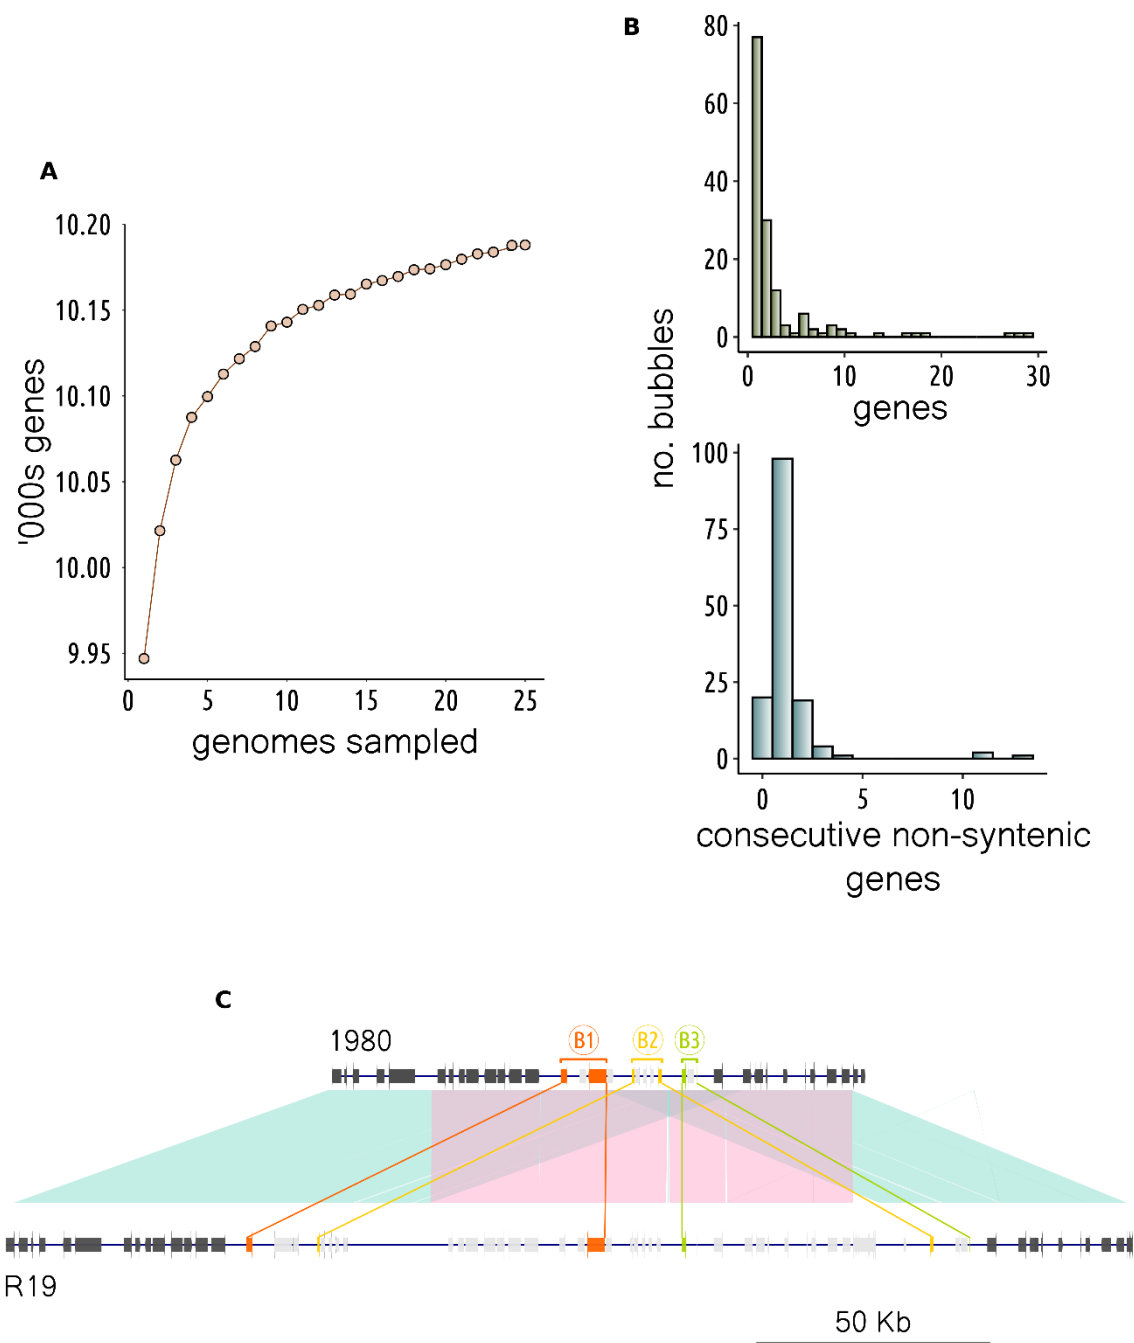 A
10.20
10.15
10.10
10.05
10.00
9.95
'000s genes
0 5 10 15 20 25
genomes sampled
B
80
60
40
20
0
0 10 20 30
genes
no. bubbles
100
75
50
25
0
0 5 10
consecutive non-syntenic
genes
C
1980
B1 B2 B3
R19
50 Kb